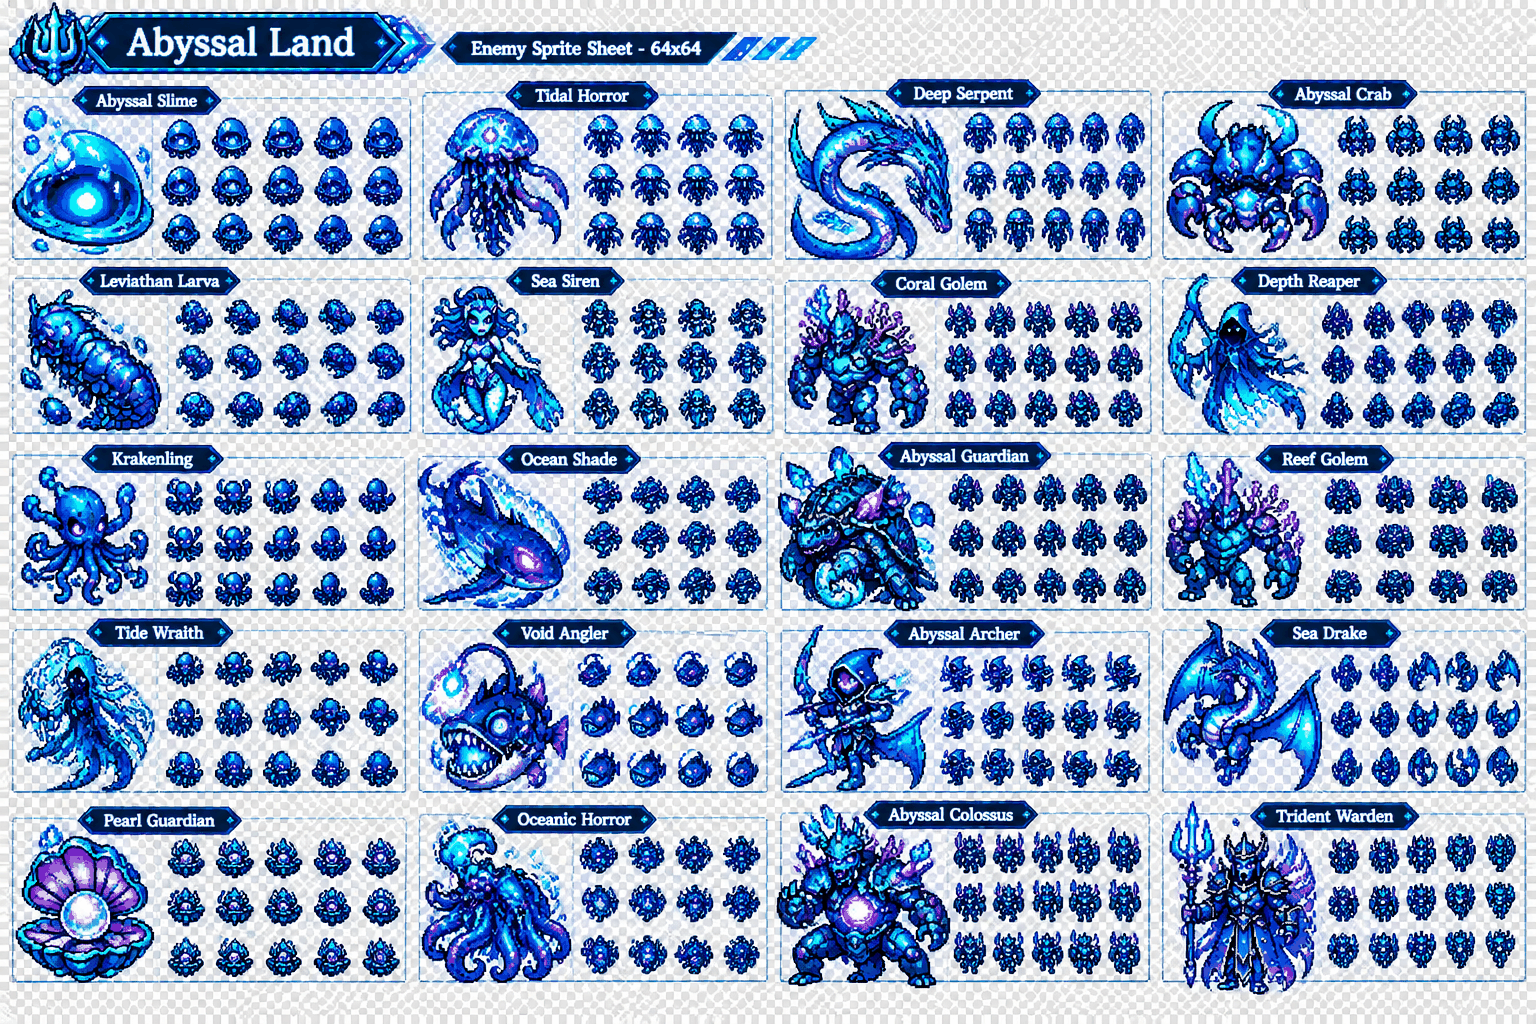 Abyssal Land
Enemy Sprite Sheet - 64x64
Abyssal Slime
Tidal Horror
Deep Serpent
Abyssal Crab
Leviathan Larva
Sea Siren
Coral Golem
Depth Reaper
Krakenling
Ocean Shade
Abyssal Guardian
Reef Golem
Tide Wraith
Void Angler
Abyssal Archer
Sea Drake
Pearl Guardian
Oceanic Horror
Abyssal Colossus
Trident Warden